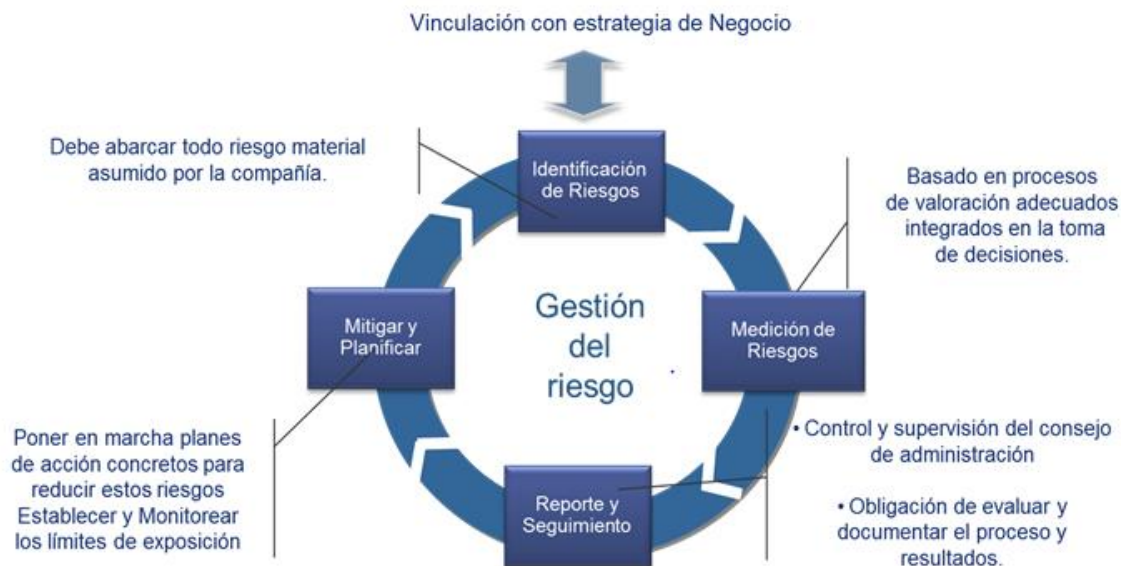 Vinculación con estrategia de Negocio
Debe abarcar todo riesgo material
asumido por la compañía.
Identificación
de Riesgos
Basado en procesos
de valoración adecuados
integrados en la toma
de decisiones.
Mitigar y
Planificar
Gestión
del
riesgo
Medición de
Riesgos
Poner en marcha planes
de acción concretos para
reducir estos riesgos
Establecer y Monitorear
los límites de exposición
Reporte y
Seguimiento
• Control y supervisión del consejo
de administración
• Obligación de evaluar y
documentar el proceso y
resultados.